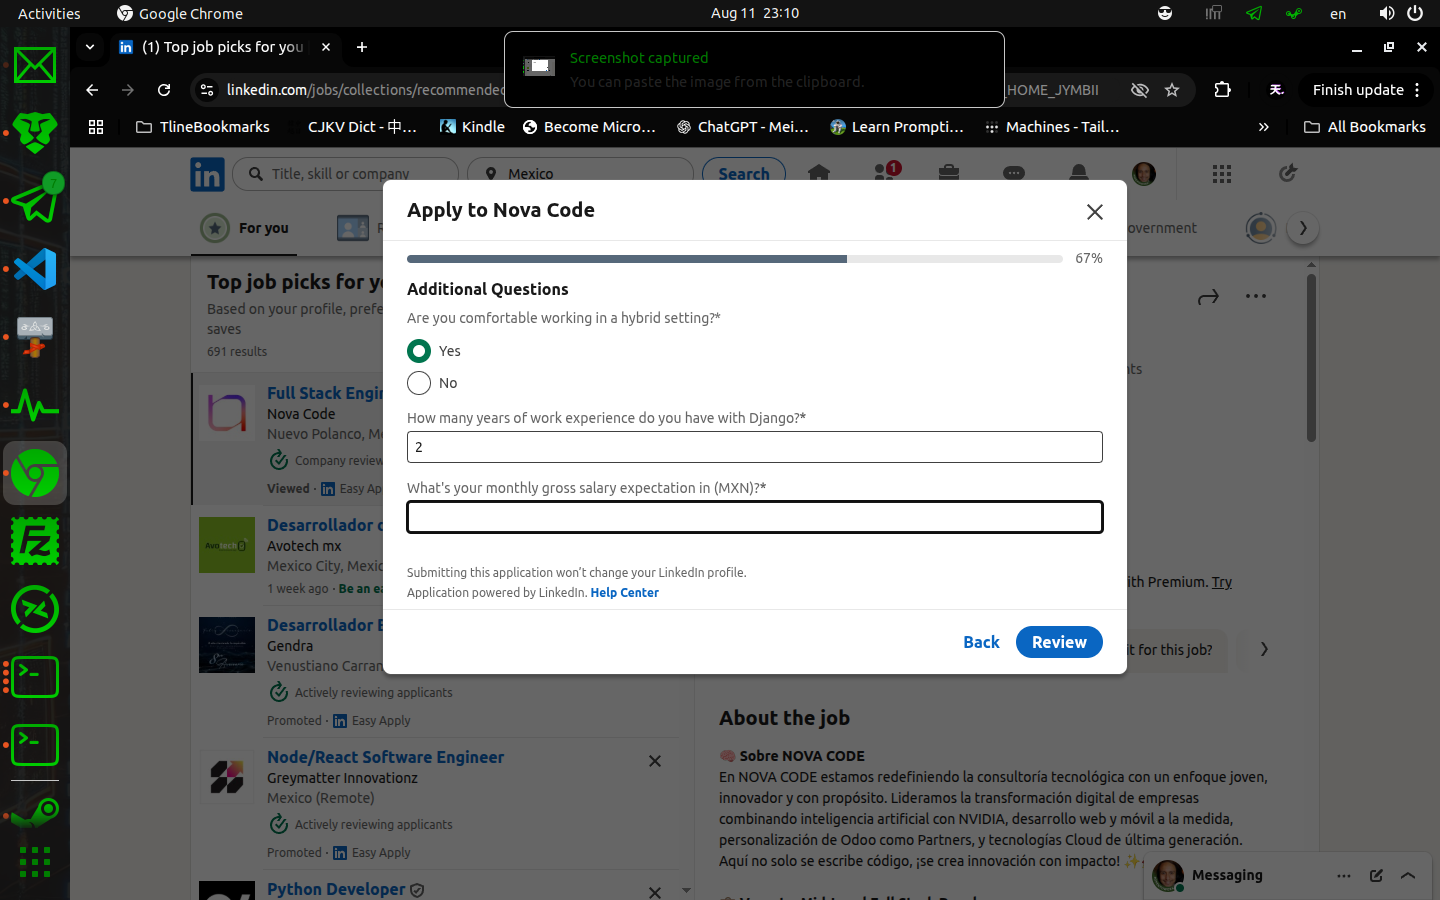 Activities
Google Chrome
Aug 11 23:10
en
(1) Top job picks for you
Screenshot captured
You can paste the image from the clipboard.
linkedin.com/jobs/collections/recommended
_HOME_JYMBII
Finish update
TlineBookmarks
CJKV Dict - 中…
Kindle
Become Micro…
ChatGPT - Mei…
Learn Prompti…
Machines - Tail…
All Bookmarks
7
Title, skill or company
Mexico
Search
1
For you
overnment
Apply to Nova Code
67%
Additional Questions
Are you comfortable working in a hybrid setting?*
Yes
No
How many years of work experience do you have with Django?*
2
What's your monthly gross salary expectation in (MXN)?*
Submitting this application won't change your LinkedIn profile.
Application powered by LinkedIn. Help Center
Back
Review
Top job picks for y
Based on your profile, prefe
saves
691 results
Full Stack Engin
Nova Code
Nuevo Polanco, Me
Company review
Viewed · Easy Ap
Desarrollador
Avotech mx
Mexico City, Mexic
1 week ago · Be an ea
Desarrollador
Gendra
Venustiano Carran
Actively reviewing applicants
Promoted · Easy Apply
Node/React Software Engineer
Greymatter Innovationz
Mexico (Remote)
Actively reviewing applicants
Promoted · Easy Apply
Python Developer
nts
ith Premium. Try
it for this job?
About the job
🧠 Sobre NOVA CODE
En NOVA CODE estamos redefiniendo la consultoría tecnológica con un enfoque joven,
innovador y con propósito. Lideramos la transformación digital de empresas
combinando inteligencia artificial con NVIDIA, desarrollo web y móvil a la medida,
personalización de Odoo como Partners, y tecnologías Cloud de última generación.
Aquí no solo se escribe código, ¡se crea innovación con impacto! ✨
Messaging